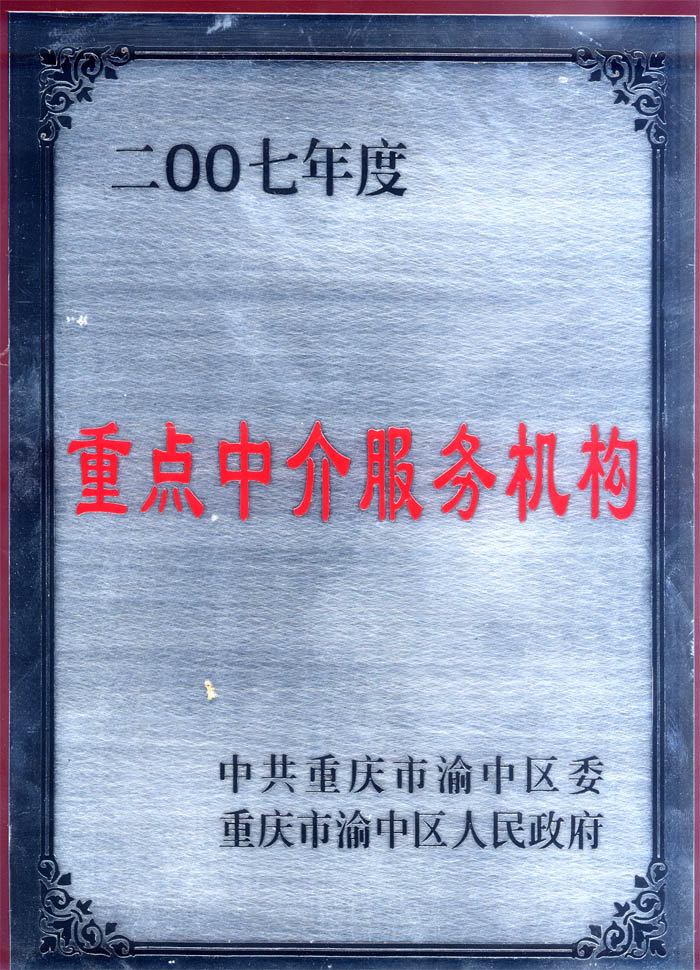 二00七年度
重点中介服务机构
中共重庆市渝中区委
重庆市渝中区人民政府